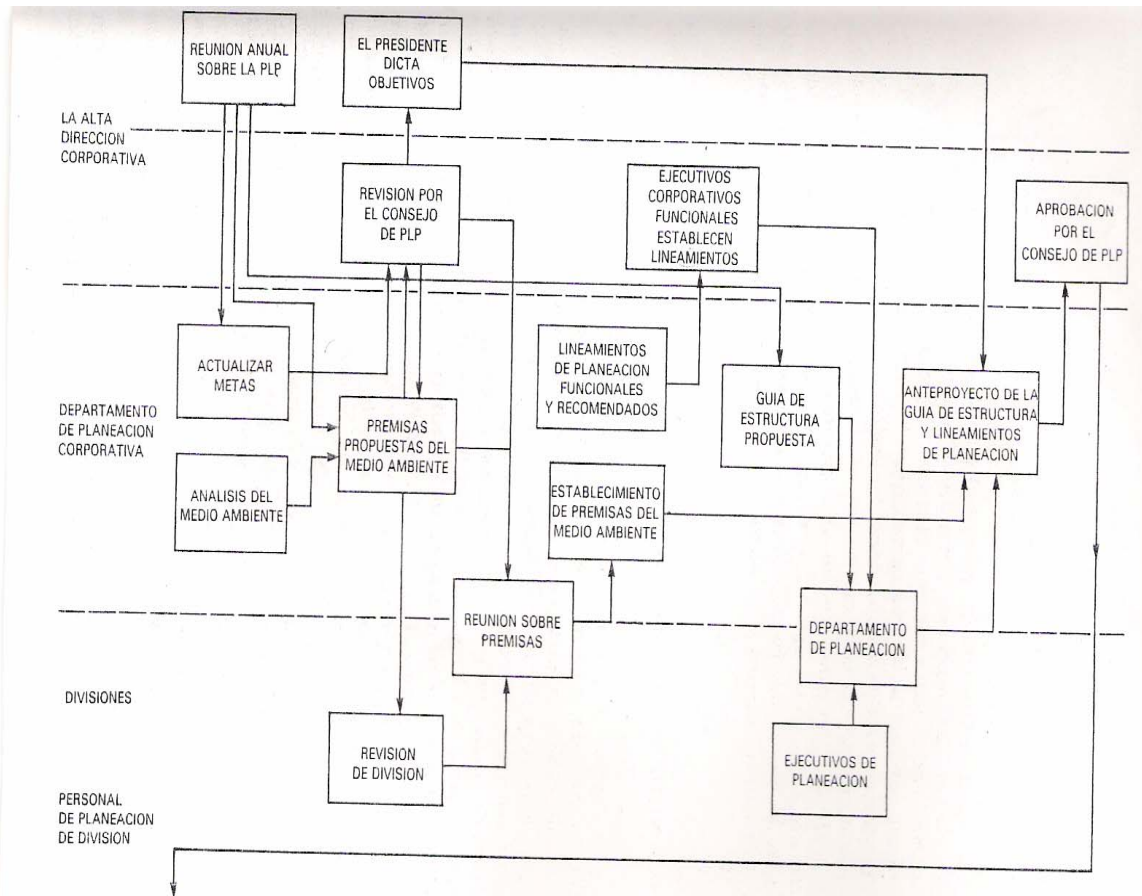 REUNION ANUAL
SOBRE LA PLP
EL PRESIDENTE
DICTA
OBJETIVOS
LA ALTA
DIRECCION
CORPORATIVA
REVISION POR
EL CONSEJO
DE PLP
EJECUTIVOS
CORPORATIVOS
FUNCIONALES
ESTABLECEN
LINEAMIENTOS
APROBACION
POR EL
CONSEJO DE PLP
ACTUALIZAR
METAS
LINEAMIENTOS
DE PLANEACION
FUNCIONALES
Y RECOMENDADOS
GUIA DE
ESTRUCTURA
PROPUESTA
ANTEPROYECTO DE LA
GUIA DE ESTRUCTURA
Y LINEAMIENTOS
DE PLANEACION
DEPARTAMENTO
DE PLANEACION
CORPORATIVA
PREMISAS
PROPUESTAS DEL
MEDIO AMBIENTE
ANALISIS DEL
MEDIO AMBIENTE
ESTABLECIMIENTO
DE PREMISAS DEL
MEDIO AMBIENTE
REUNION SOBRE
PREMISAS
DEPARTAMENTO
DE PLANEACION
DIVISIONES
REVISION
DE DIVISION
EJECUTIVOS DE
PLANEACION
PERSONAL
DE PLANEACION
DE DIVISION